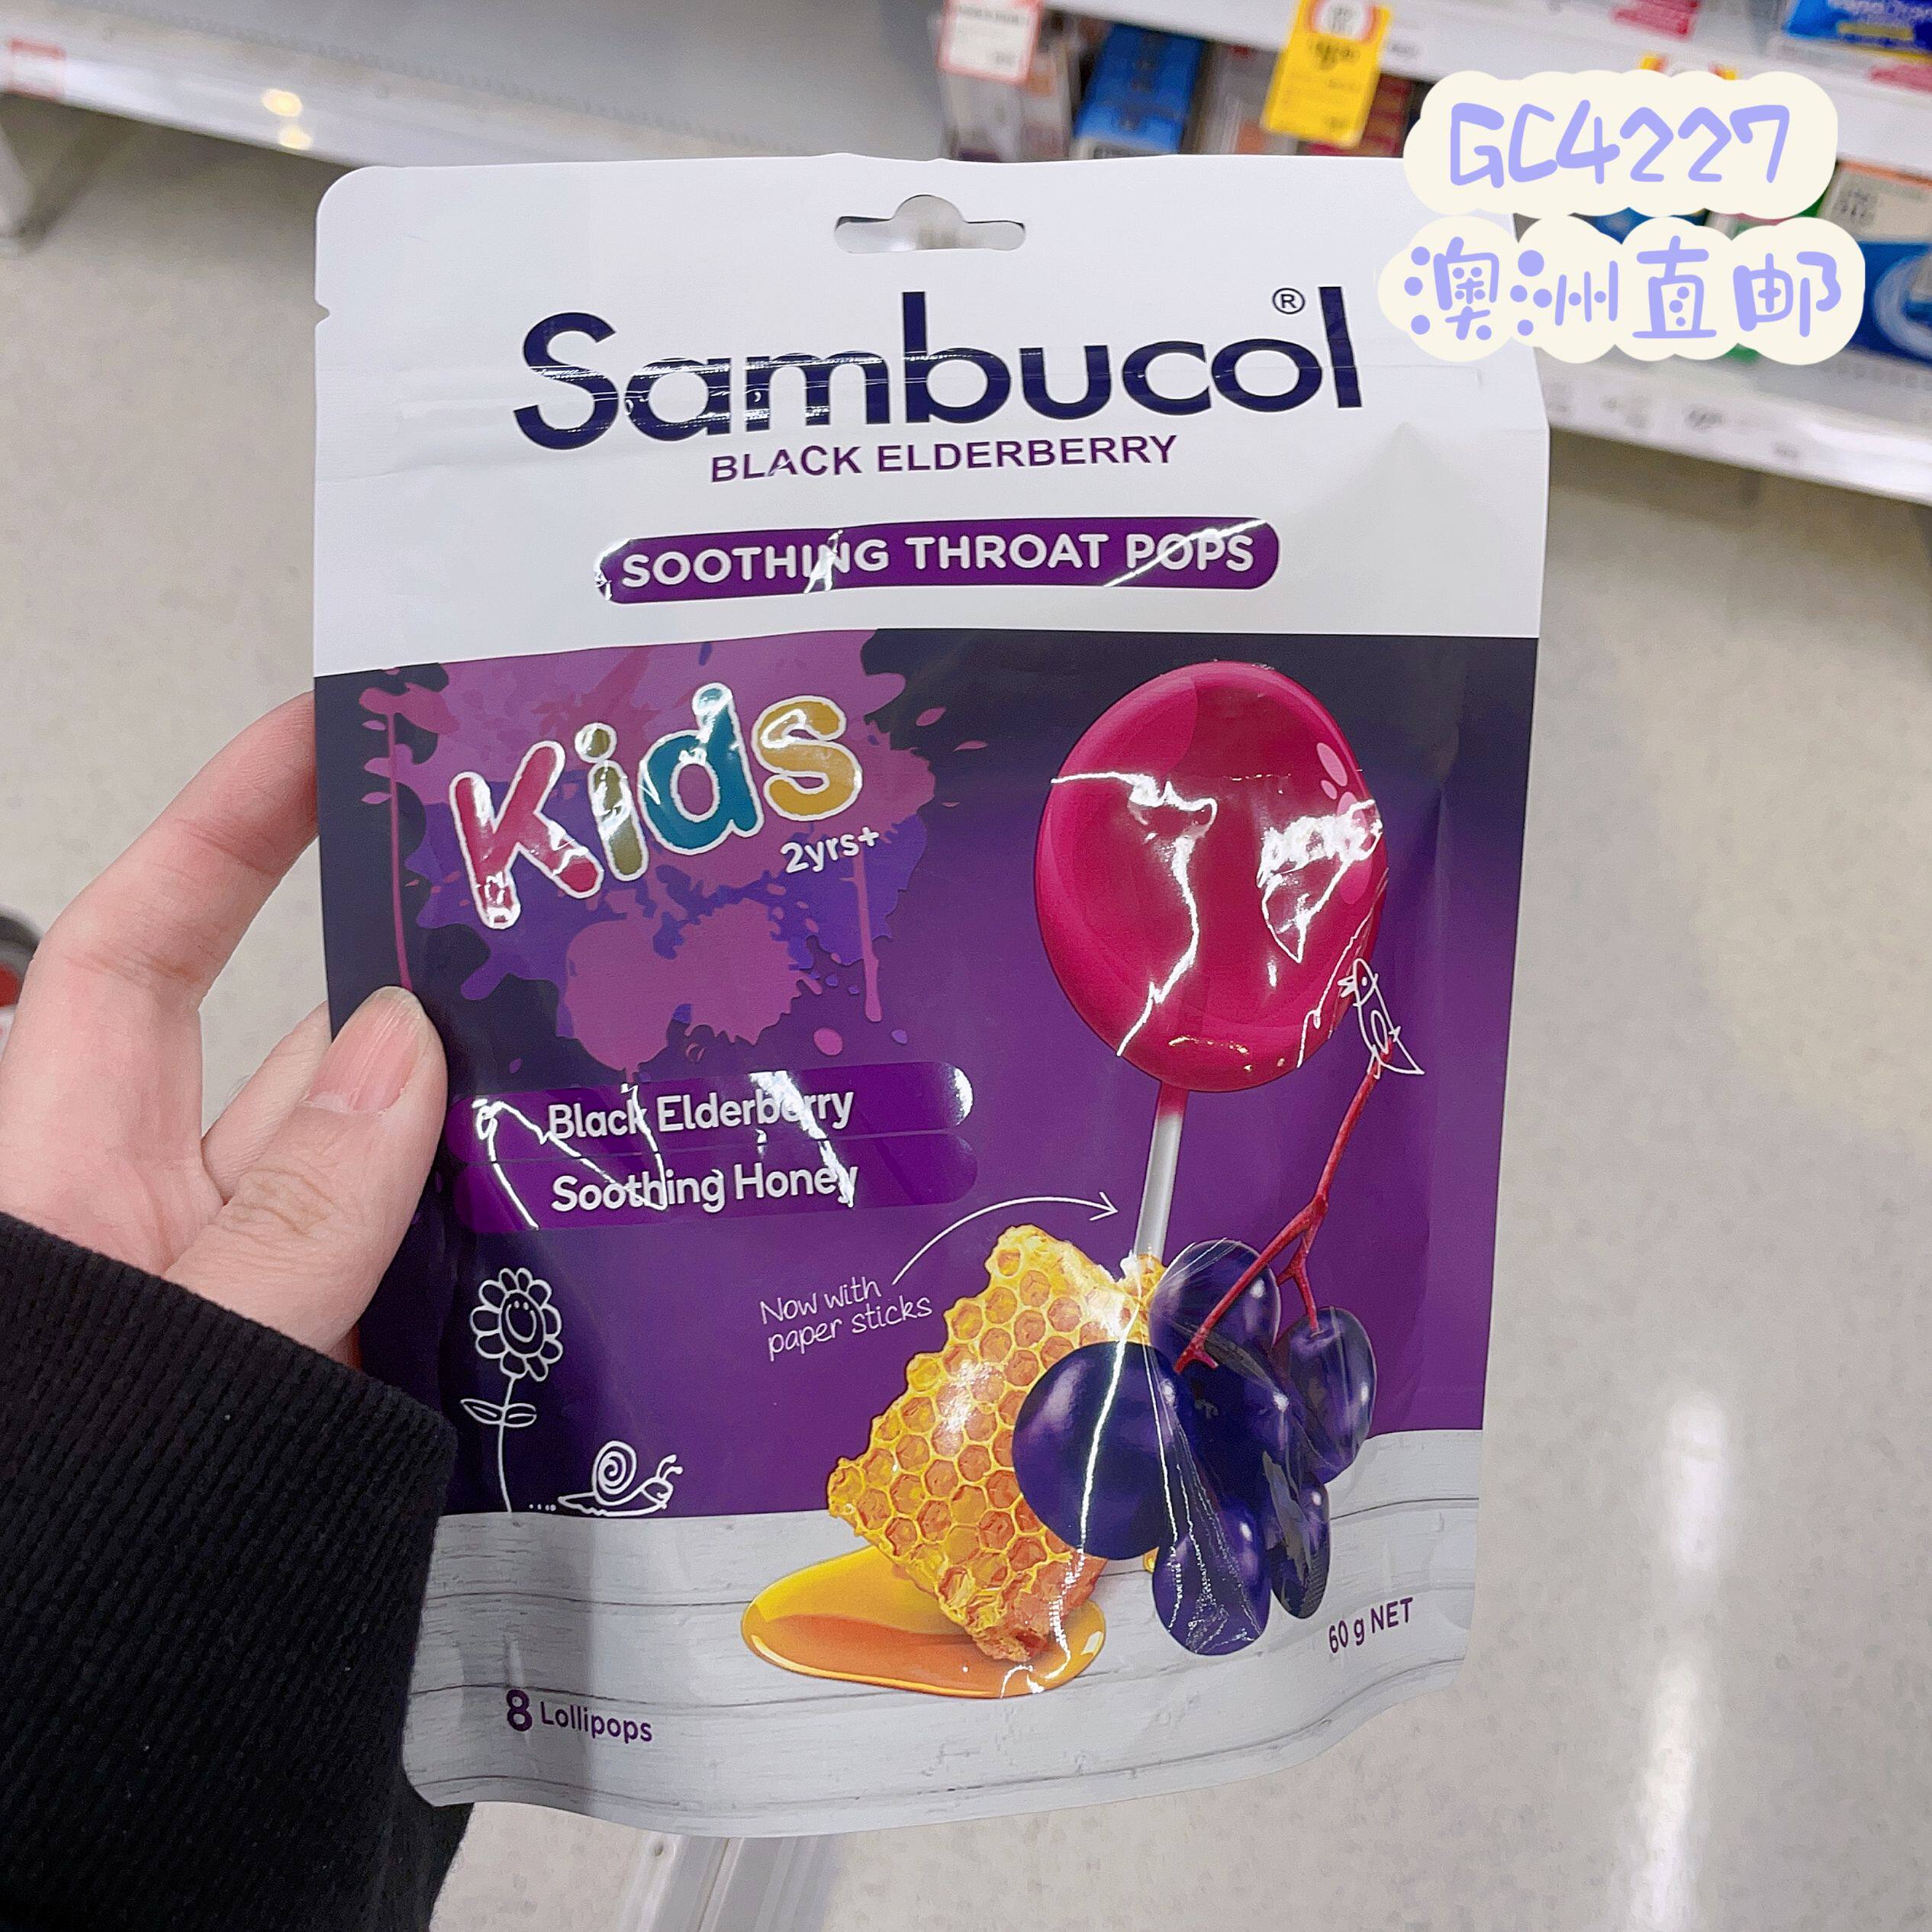 GC4227
澳洲直邮
Sambucol®
BLACK ELDERBERRY
SOOTHING THROAT POPS
Kids
2yrs+
Black Elderberry
Soothing Honey
Now with
paper sticks
60 g NET
8 Lollipops